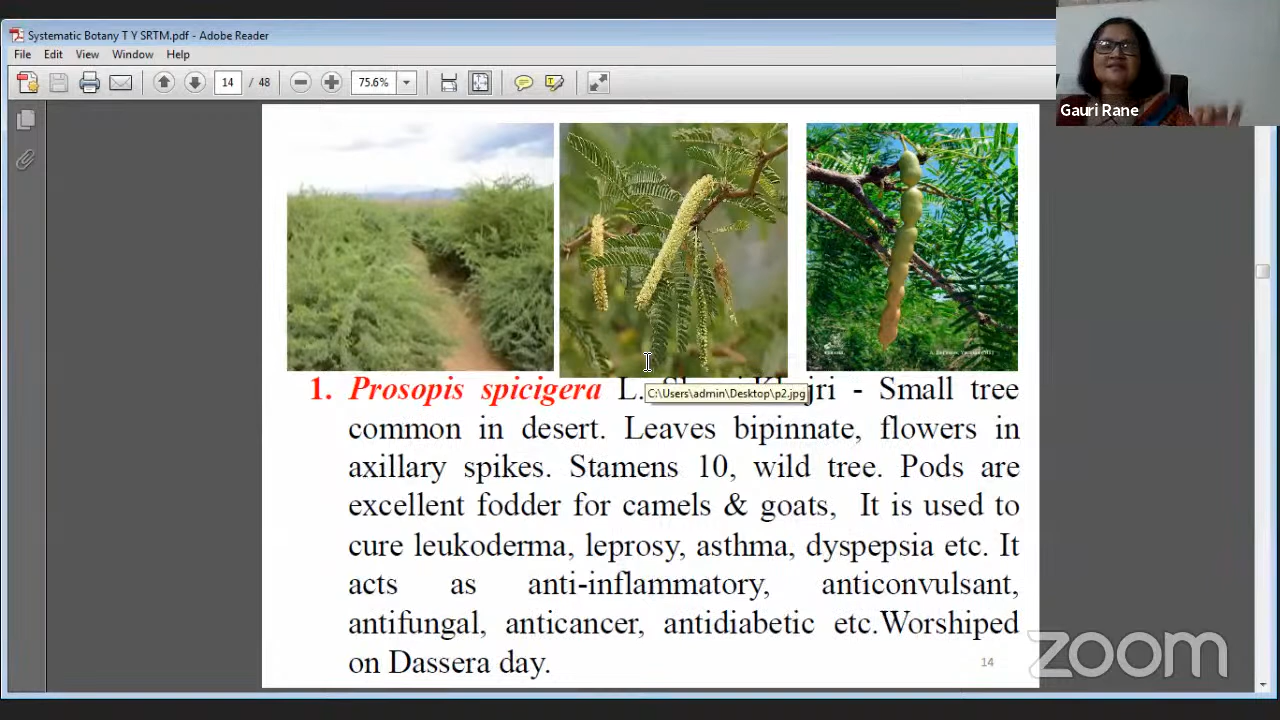 Systematic Botany T Y SRTM.pdf - Adobe Reader
File Edit View Window Help
14 / 48 75.6%
Gauri Rane
1. Prosopis spicigera L. jri - Small tree
C:\Users\admin\Desktop\p2.jpg
common in desert. Leaves bipinnate, flowers in
axillary spikes. Stamens 10, wild tree. Pods are
excellent fodder for camels & goats, It is used to
cure leukoderma, leprosy, asthma, dyspepsia etc. It
acts as anti-inflammatory, anticonvulsant,
antifungal, anticancer, antidiabetic etc.Worshiped
on Dassera day.
14
zoom